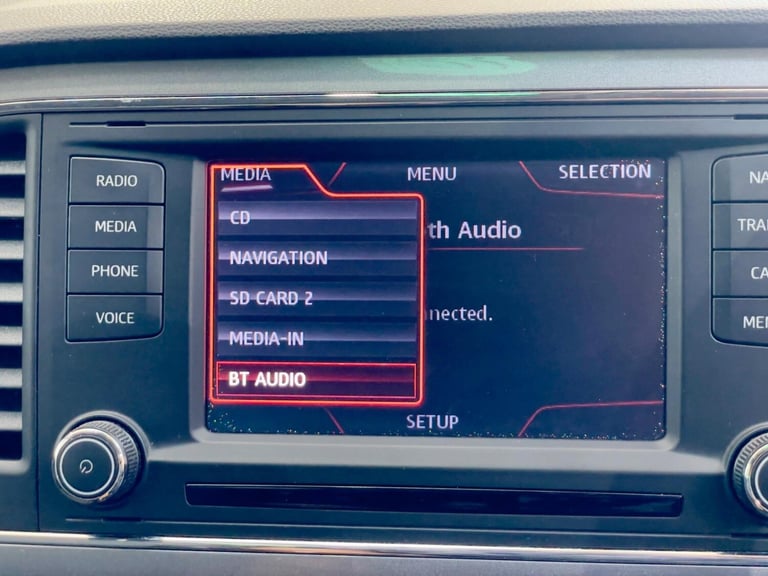 RADIO
MEDIA
PHONE
VOICE
MEDIA
MENU
SELECTION
CD
NAVIGATION
SD CARD 2
MEDIA-IN
BT AUDIO
th Audio
nected.
SETUP
NA
TRA
CA
ME